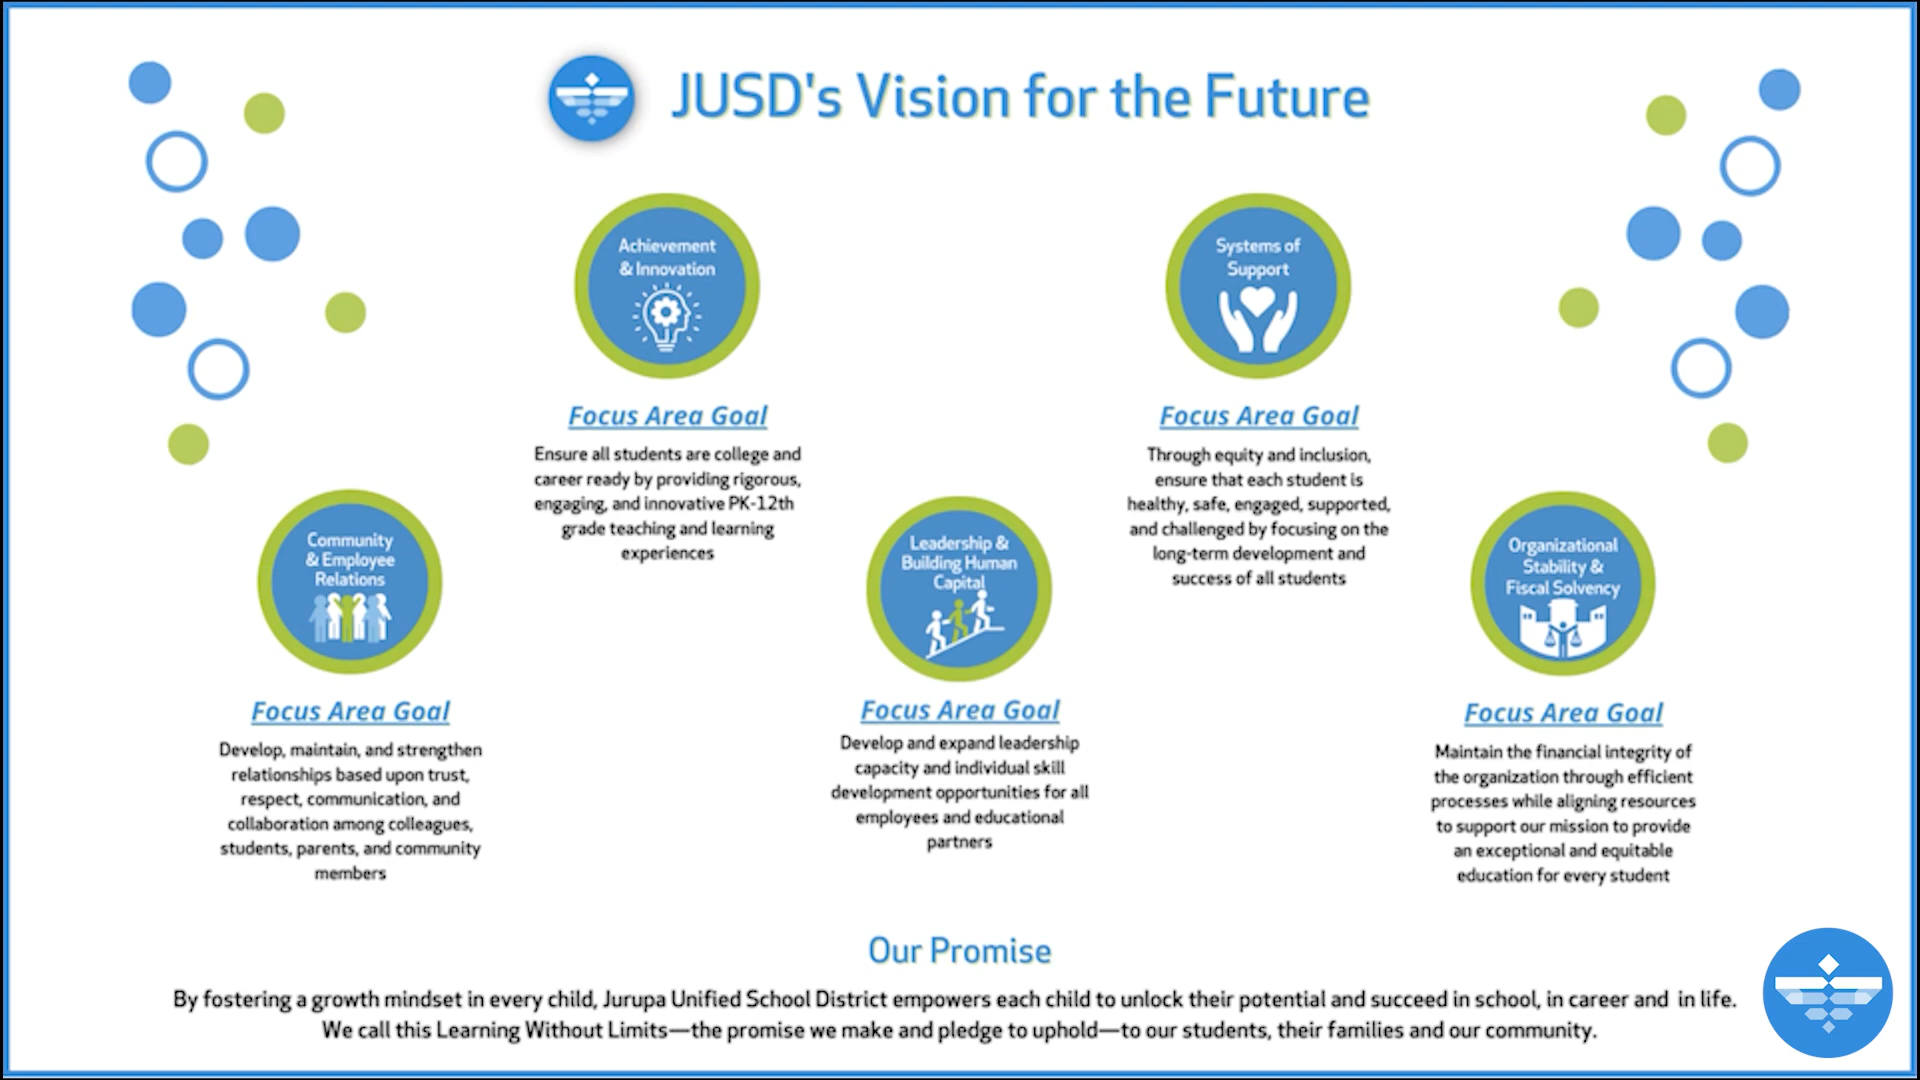 JUSD's Vision for the Future
Achievement
& Innovation
Focus Area Goal
Ensure all students are college and
career ready by providing rigorous,
engaging, and innovative PK-12th
grade teaching and learning
experiences
Systems of
Support
Focus Area Goal
Through equity and inclusion,
ensure that each student is
healthy, safe, engaged, supported,
and challenged by focusing on the
long-term development and
success of all students
Community
& Employee
Relations
Focus Area Goal
Develop, maintain, and strengthen
relationships based upon trust,
respect, communication, and
collaboration among colleagues,
students, parents, and community
members
Leadership &
Building Human
Capital
Focus Area Goal
Develop and expand leadership
capacity and individual skill
development opportunities for all
employees and educational
partners
Organizational
Stability &
Fiscal Solvency
Focus Area Goal
Maintain the financial integrity of
the organization through efficient
processes while aligning resources
to support our mission to provide
an exceptional and equitable
education for every student
Our Promise
By fostering a growth mindset in every child, Jurupa Unified School District empowers each child to unlock their potential and succeed in school, in career and in life.
We call this Learning Without Limits—the promise we make and pledge to uphold—to our students, their families and our community.